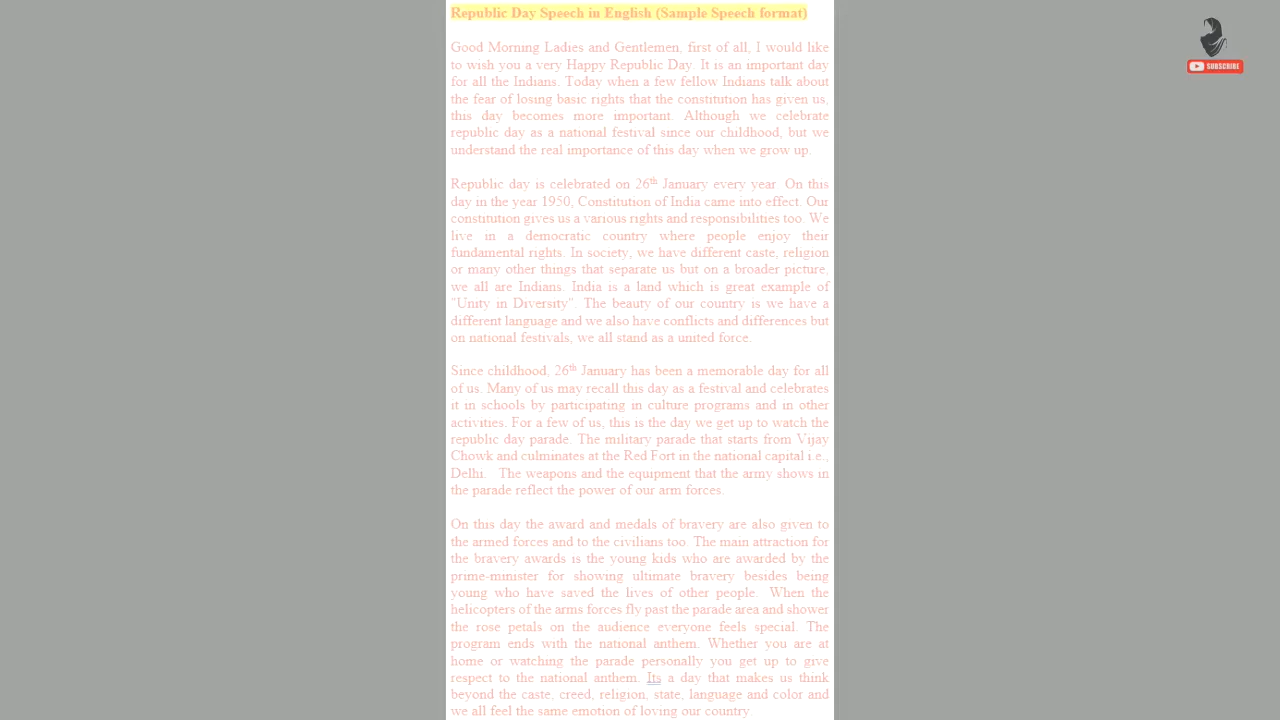 Republic Day Speech in English (Sample Speech format)
Good Morning Ladies and Gentlemen, first of all, I would like
to wish you a very Happy Republic Day. It is an important day
for all the Indians. Today when a few fellow Indians talk about
the fear of losing basic rights that the constitution has given us,
this day becomes more important. Although we celebrate
republic day as a national festival since our childhood, but we
understand the real importance of this day when we grow up.
Republic day is celebrated on 26th January every year. On this
day in the year 1950, Constitution of India came into effect. Our
constitution gives us a various rights and responsibilities too. We
live in a democratic country where people enjoy their
fundamental rights. In society, we have different caste, religion
or many other things that separate us but on a broader picture,
we all are Indians. India is a land which is great example of
"Unity in Diversity". The beauty of our country is we have a
different language and we also have conflicts and differences but
on national festivals, we all stand as a united force.
Since childhood, 26th January has been a memorable day for all
of us. Many of us may recall this day as a festival and celebrates
it in schools by participating in culture programs and in other
activities. For a few of us, this is the day we get up to watch the
republic day parade. The military parade that starts from Vijay
Chowk and culminates at the Red Fort in the national capital i.e.,
Delhi. The weapons and the equipment that the army shows in
the parade reflect the power of our arm forces.
On this day the award and medals of bravery are also given to
the armed forces and to the civilians too. The main attraction for
the bravery awards is the young kids who are awarded by the
prime-minister for showing ultimate bravery besides being
young who have saved the lives of other people. When the
helicopters of the arms forces fly past the parade area and shower
the rose petals on the audience everyone feels special. The
program ends with the national anthem. Whether you are at
home or watching the parade personally you get up to give
respect to the national anthem. Its a day that makes us think
beyond the caste, creed, religion, state, language and color and
we all feel the same emotion of loving our country.
SUBSCRIBE